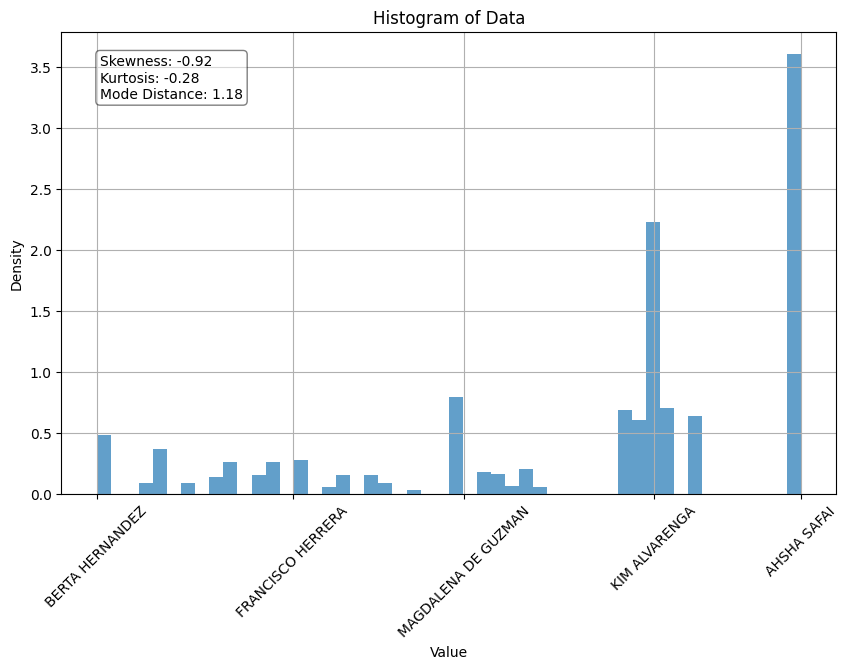 Histogram of Data
Skewness: -0.92
Kurtosis: -0.28
Mode Distance: 1.18
Density
3.5
3.0
2.5
2.0
1.5
1.0
0.5
0.0
BERTA HERNANDEZ
FRANCISCO HERRERA
MAGDALENA DE GUZMAN
KIM ALVARENGA
AHSHA SAFAI
Value